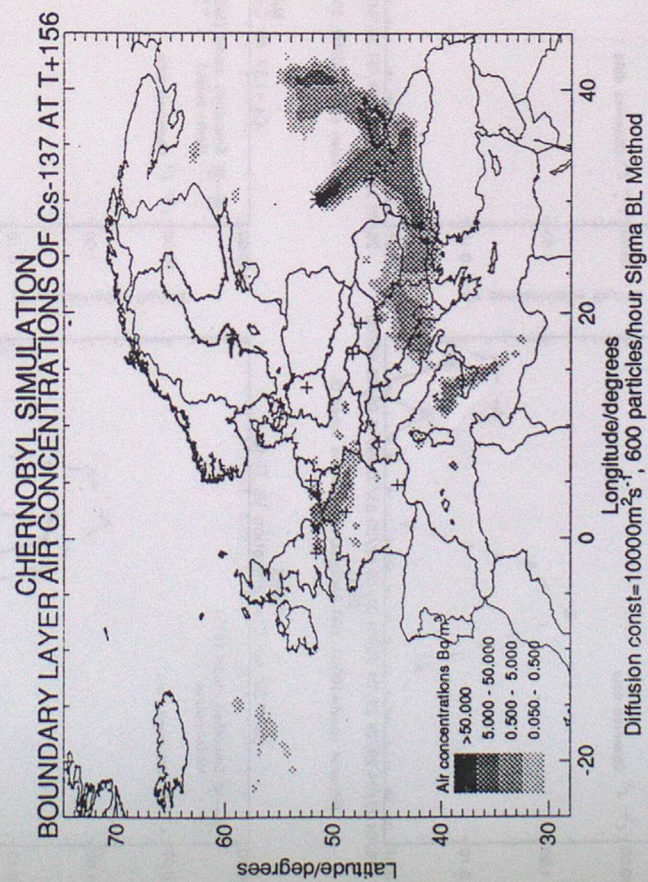 CHERNOBYL SIMULATION
BOUNDARY LAYER AIR CONCENTRATIONS OF Cs-137 AT T+156
70
60
50
40
30
Latitude/degrees
Air concentrations Bq/m³
>50.000
5.000 - 50.000
0.500 - 5.000
0.050 - 0.500
-20
0
20
40
Longitude/degrees
Diffusion const=10000m²s⁻¹, 600 particles/hour Sigma BL Method